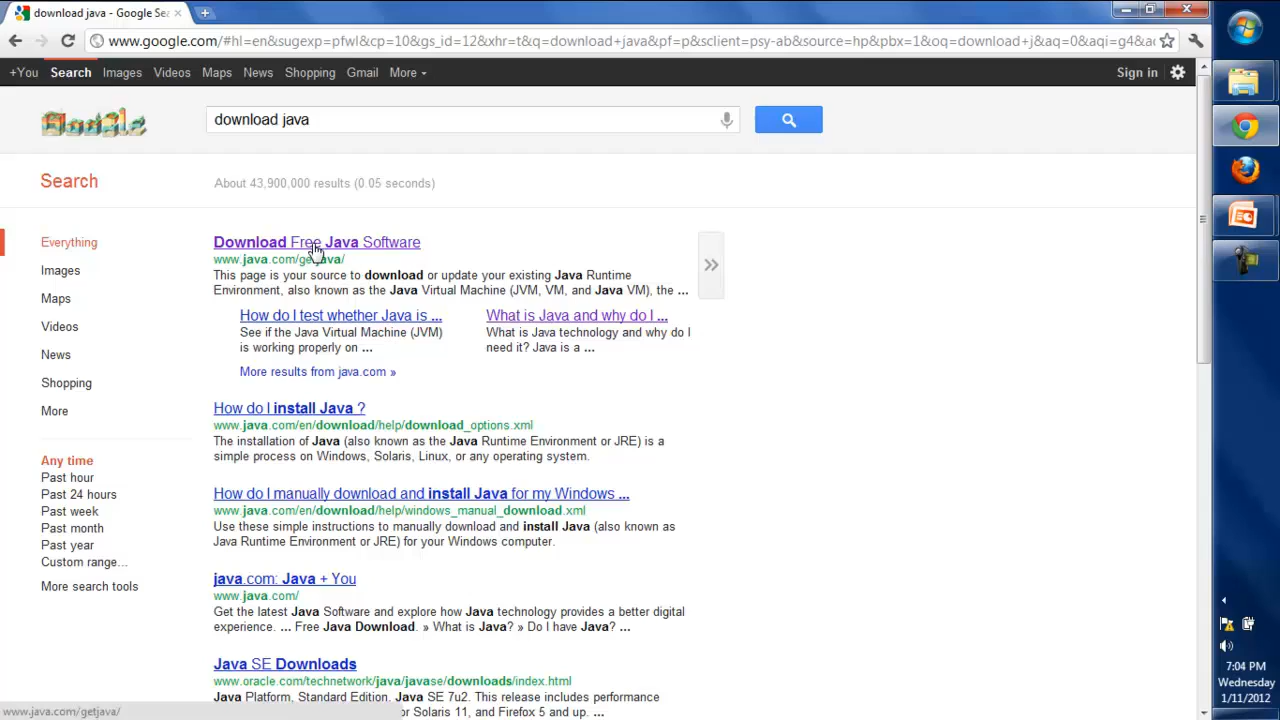 download java - Google Sea
www.google.com/#hl=en&sugexp=pfwl&cp=10&gs_id=12&xhr=t&q=download+java&pf=p&sclient=psy-ab&source=hp&pbx=1&oq=download+j&aq=0&aqi=g4&a
+You Search Images Videos Maps News Shopping Gmail More Sign in
download java
Search
About 43,900,000 results (0.05 seconds)
Everything
Images
Maps
Videos
News
Shopping
More
Any time
Past hour
Past 24 hours
Past week
Past month
Past year
Custom range...
More search tools
Download Free Java Software
www.java.com/getjava/
This page is your source to download or update your existing Java Runtime
Environment, also known as the Java Virtual Machine (JVM, VM, and Java VM), the ...
How do I test whether Java is ...
See if the Java Virtual Machine (JVM)
is working properly on ...
What is Java and why do I ...
What is Java technology and why do I
need it? Java is a ...
More results from java.com »
How do I install Java ?
www.java.com/en/download/help/download_options.xml
The installation of Java (also known as the Java Runtime Environment or JRE) is a
simple process on Windows, Solaris, Linux, or any operating system.
How do I manually download and install Java for my Windows ...
www.java.com/en/download/help/windows_manual_download.xml
Use these simple instructions to manually download and install Java (also known as
Java Runtime Environment or JRE) for your Windows computer.
java.com: Java + You
www.java.com/
Get the latest Java Software and explore how Java technology provides a better digital
experience. ... Free Java Download. » What is Java? » Do I have Java? ...
Java SE Downloads
www.oracle.com/technetwork/java/javase/downloads/index.html
Java Platform, Standard Edition. Java SE 7u2. This release includes performance
or Solaris 11, and Firefox 5 and up. ...
www.java.com/getjava/
7:04 PM
Wednesday
1/11/2012